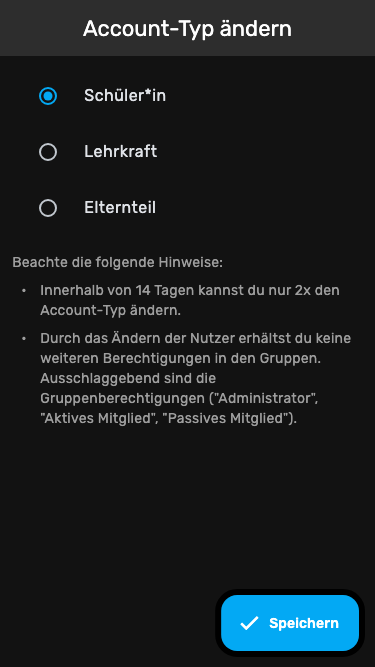 Account-Typ ändern
Schüler*in
Lehrkraft
Elternteil
Beachte die folgende Hinweise:
• Innerhalb von 14 Tagen kannst du nur 2x den
Account-Typ ändern.
• Durch das Ändern der Nutzer erhältst du keine
weiteren Berechtigungen in den Gruppen.
Ausschlaggebend sind die
Gruppenberechtigungen ("Administrator",
"Aktives Mitglied", "Passives Mitglied").
Speichern